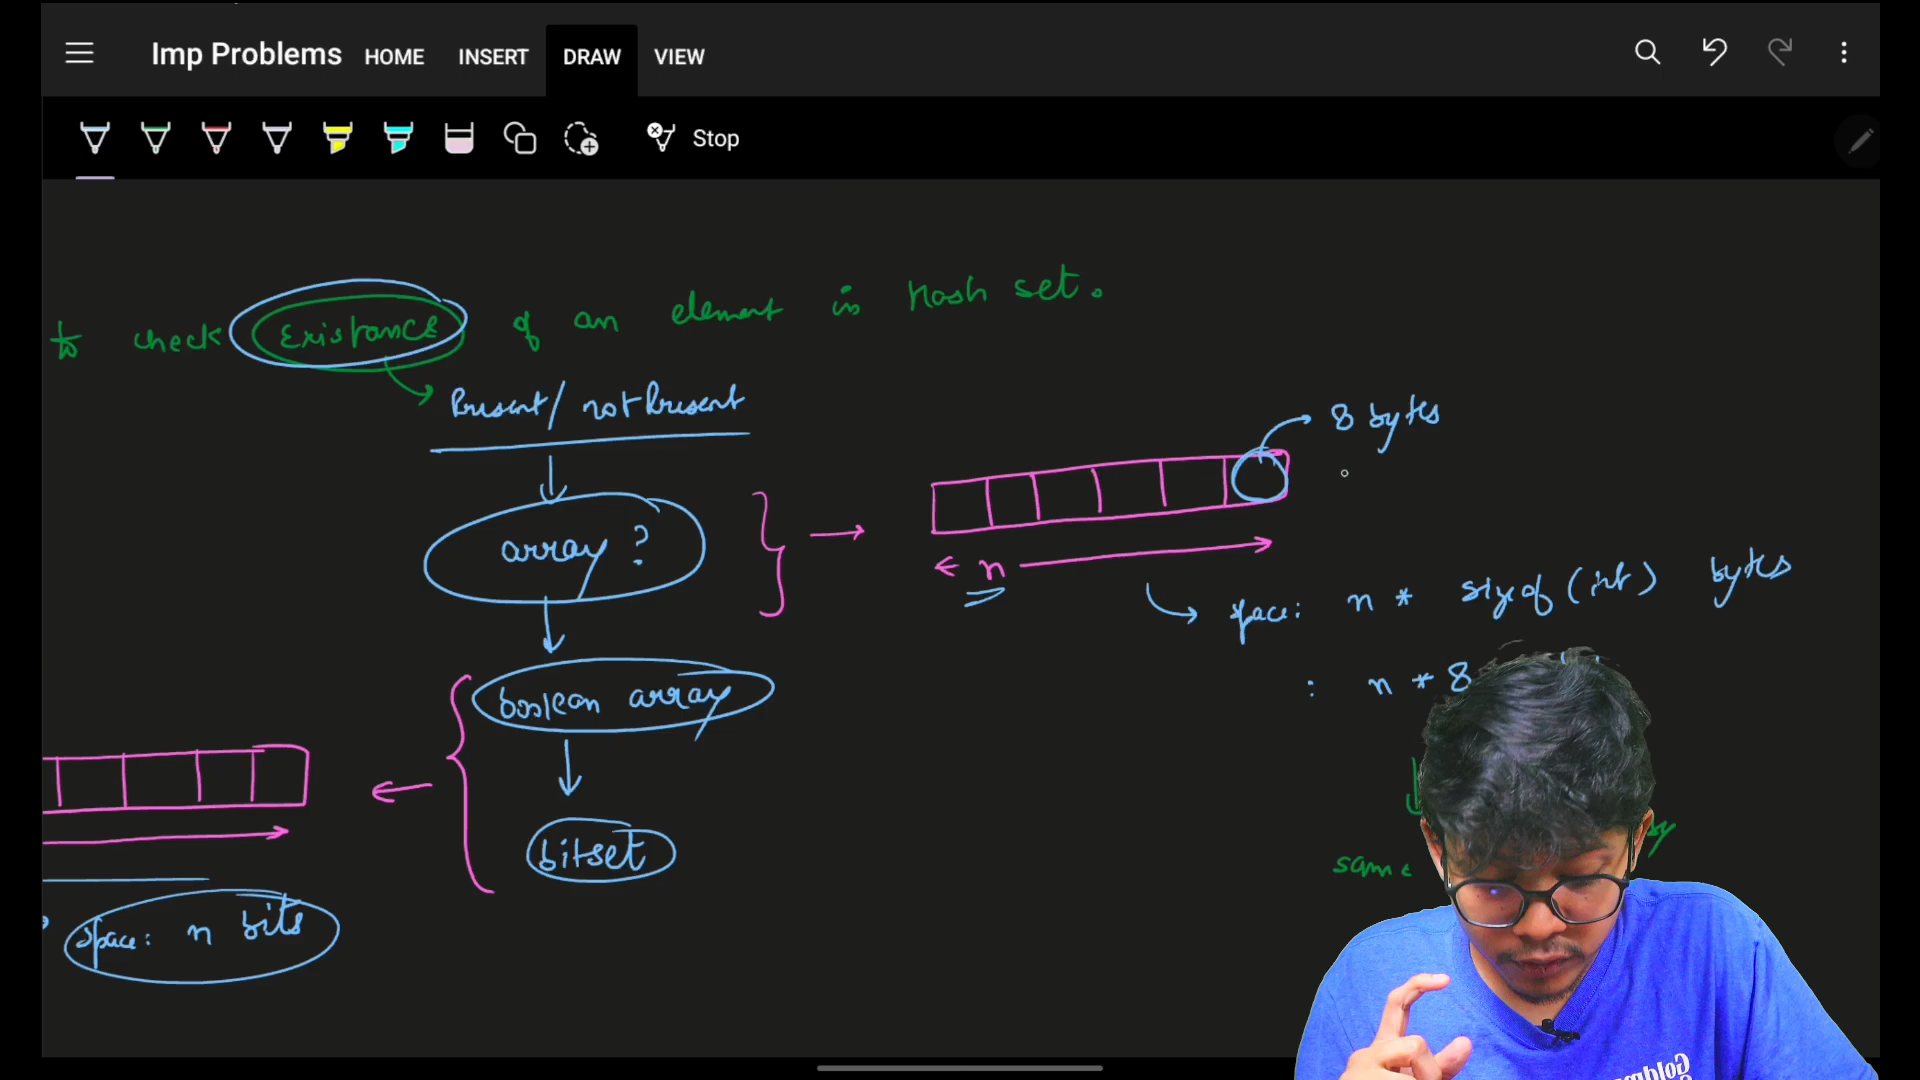 Imp Problems HOME INSERT DRAW VIEW
Stop
to check Existance of an element in Hash set.
Present / not Present
8 bytes
array ?
n
space: n * sizeof (int) bytes
boolean array
: n * 8
bitset
same
space: n bits